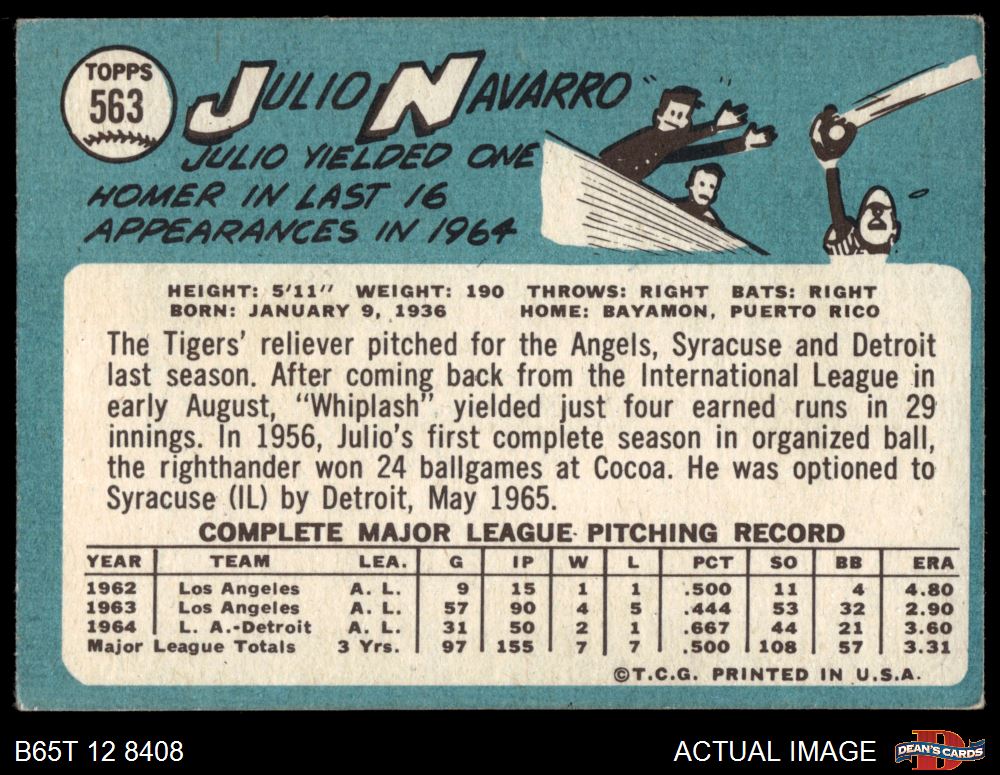 TOPPS
563
JULIO NAVARRO
JULIO YIELDED ONE
HOMER IN LAST 16
APPEARANCES IN 1964
HEIGHT: 5'11" WEIGHT: 190 THROWS: RIGHT BATS: RIGHT
BORN: JANUARY 9, 1936 HOME: BAYAMON, PUERTO RICO
The Tigers' reliever pitched for the Angels, Syracuse and Detroit
last season. After coming back from the International League in
early August, "Whiplash" yielded just four earned runs in 29
innings. In 1956, Julio's first complete season in organized ball,
the righthander won 24 ballgames at Cocoa. He was optioned to
Syracuse (IL) by Detroit, May 1965.
COMPLETE MAJOR LEAGUE PITCHING RECORD
YEAR TEAM LEA. G IP W L PCT SO BB ERA
1962 Los Angeles A. L. 9 15 1 1 .500 11 4 4.80
1963 Los Angeles A. L. 57 90 4 5 .444 53 32 2.90
1964 L. A.-Detroit A. L. 31 50 2 1 .667 44 21 3.60
Major League Totals 3 Yrs. 97 155 7 7 .500 108 57 3.31
©T.C.G. PRINTED IN U.S.A.
B65T 12 8408 ACTUAL IMAGE DEAN'S CARDS